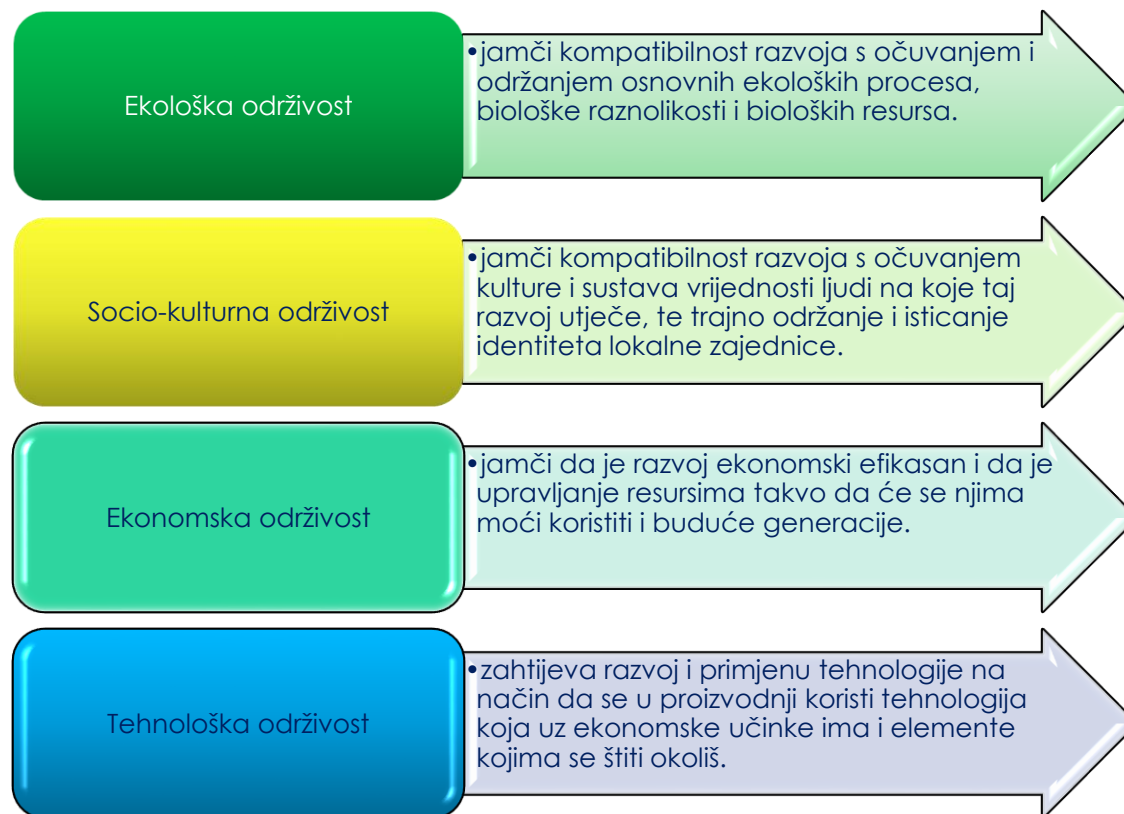 Ekološka održivost
•jamči kompatibilnost razvoja s očuvanjem i
održanjem osnovnih ekoloških procesa,
biološke raznolikosti i bioloških resursa.
Socio-kulturna održivost
•jamči kompatibilnost razvoja s očuvanjem
kulture i sustava vrijednosti ljudi na koje taj
razvoj utječe, te trajno održanje i isticanje
identiteta lokalne zajednice.
Ekonomska održivost
•jamči da je razvoj ekonomski efikasan i da je
upravljanje resursima takvo da će se njima
moći koristiti i buduće generacije.
Tehnološka održivost
•zahtijeva razvoj i primjenu tehnologije na
način da se u proizvodnji koristi tehnologija
koja uz ekonomske učinke ima i elemente
kojima se štiti okoliš.